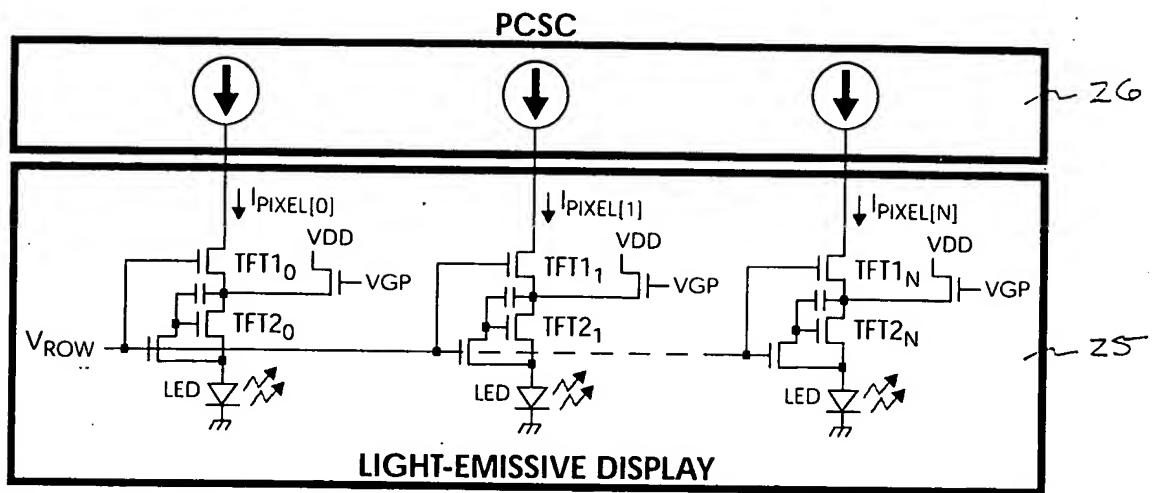 PCSC
26
IPIXEL[0] IPIXEL[1] IPIXEL[N]
VDD VDD VDD
TFT10 TFT11 TFT1N
VGP VGP VGP
TFT20 TFT21 TFT2N
VROW
25
LED LED LED
LIGHT-EMISSIVE DISPLAY